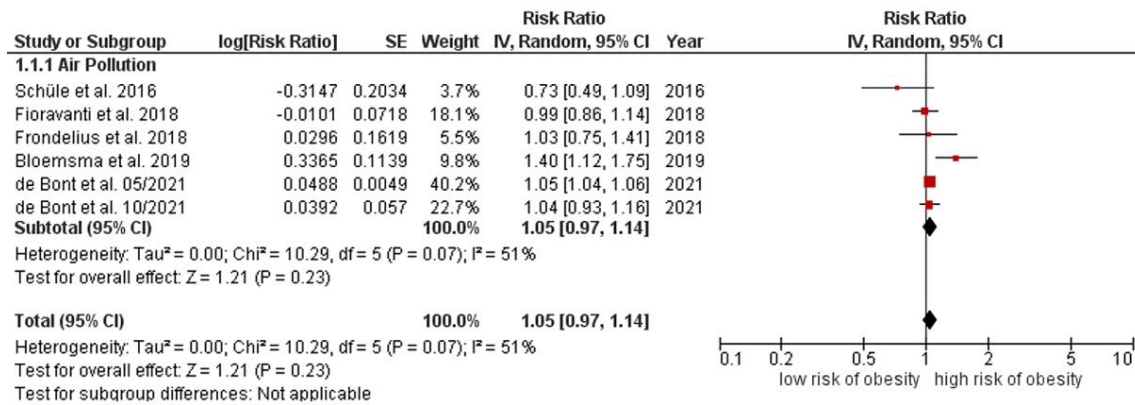 Risk Ratio Risk Ratio
Study or Subgroup log[Risk Ratio] SE Weight IV, Random, 95% CI Year IV, Random, 95% CI
1.1.1 Air Pollution
Schüle et al. 2016 -0.3147 0.2034 3.7% 0.73 [0.49, 1.09] 2016
Fioravanti et al. 2018 -0.0101 0.0718 18.1% 0.99 [0.86, 1.14] 2018
Frondelius et al. 2018 0.0296 0.1619 5.5% 1.03 [0.75, 1.41] 2018
Bloemsma et al. 2019 0.3365 0.1139 9.8% 1.40 [1.12, 1.75] 2019
de Bont et al. 05/2021 0.0488 0.0049 40.2% 1.05 [1.04, 1.06] 2021
de Bont et al. 10/2021 0.0392 0.057 22.7% 1.04 [0.93, 1.16] 2021
Subtotal (95% CI) 100.0% 1.05 [0.97, 1.14]
Heterogeneity: Tau² = 0.00; Chi² = 10.29, df = 5 (P = 0.07); I² = 51%
Test for overall effect: Z = 1.21 (P = 0.23)
Total (95% CI) 100.0% 1.05 [0.97, 1.14]
Heterogeneity: Tau² = 0.00; Chi² = 10.29, df = 5 (P = 0.07); I² = 51%
Test for overall effect: Z = 1.21 (P = 0.23)
Test for subgroup differences: Not applicable
0.1 0.2 0.5 1 2 5 10
low risk of obesity high risk of obesity